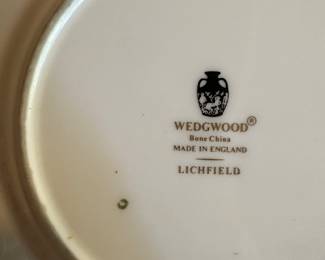 WEDGWOOD®
Bone China
MADE IN ENGLAND
LICHFIELD